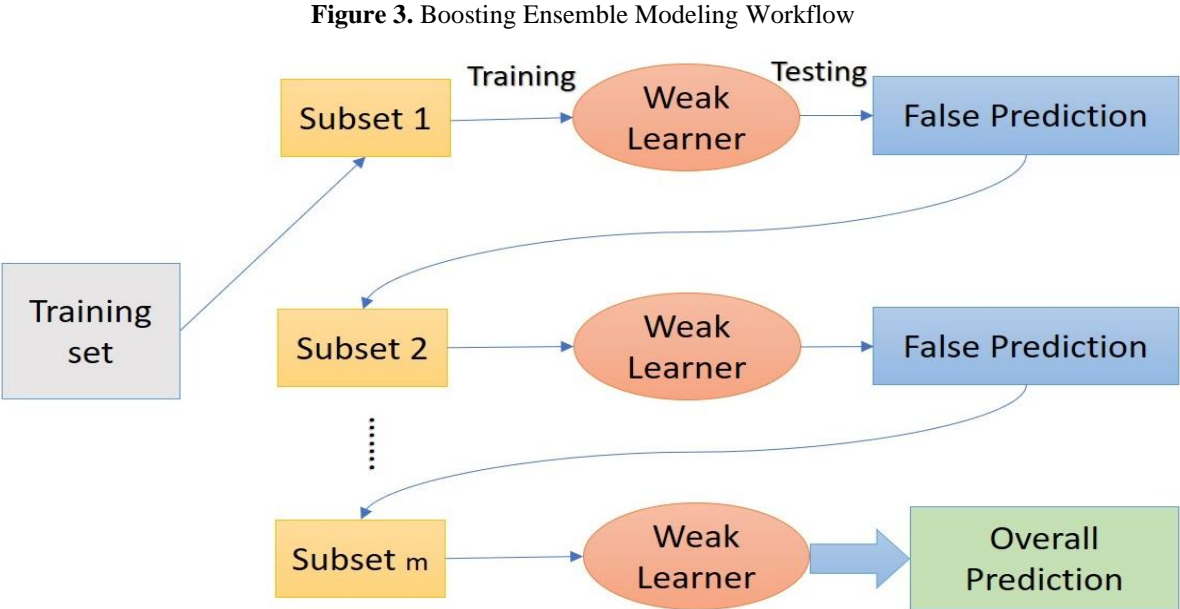 Figure 3. Boosting Ensemble Modeling Workflow
Training
Testing
Subset 1
Weak
Learner
False Prediction
Training
set
Subset 2
Weak
Learner
False Prediction
.......
Subset m
Weak
Learner
Overall
Prediction